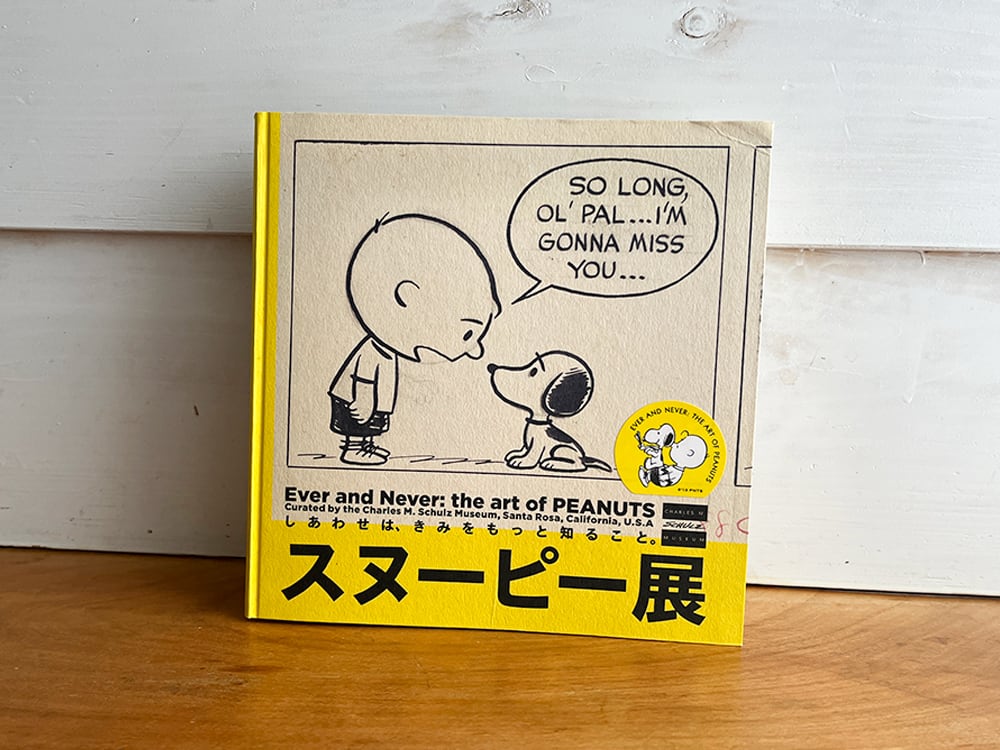 SO LONG,
OL' PAL...I'M
GONNA MISS
YOU...
EVER AND NEVER: THE ART OF PEANUTS
Ever and Never: the art of PEANUTS
Curated by the Charles M. Schulz Museum, Santa Rosa, California, U.S.A
CHARLES M
SCHULZ
MUSEUM
しあわせは、きみをもっと知ること。
スヌーピー展